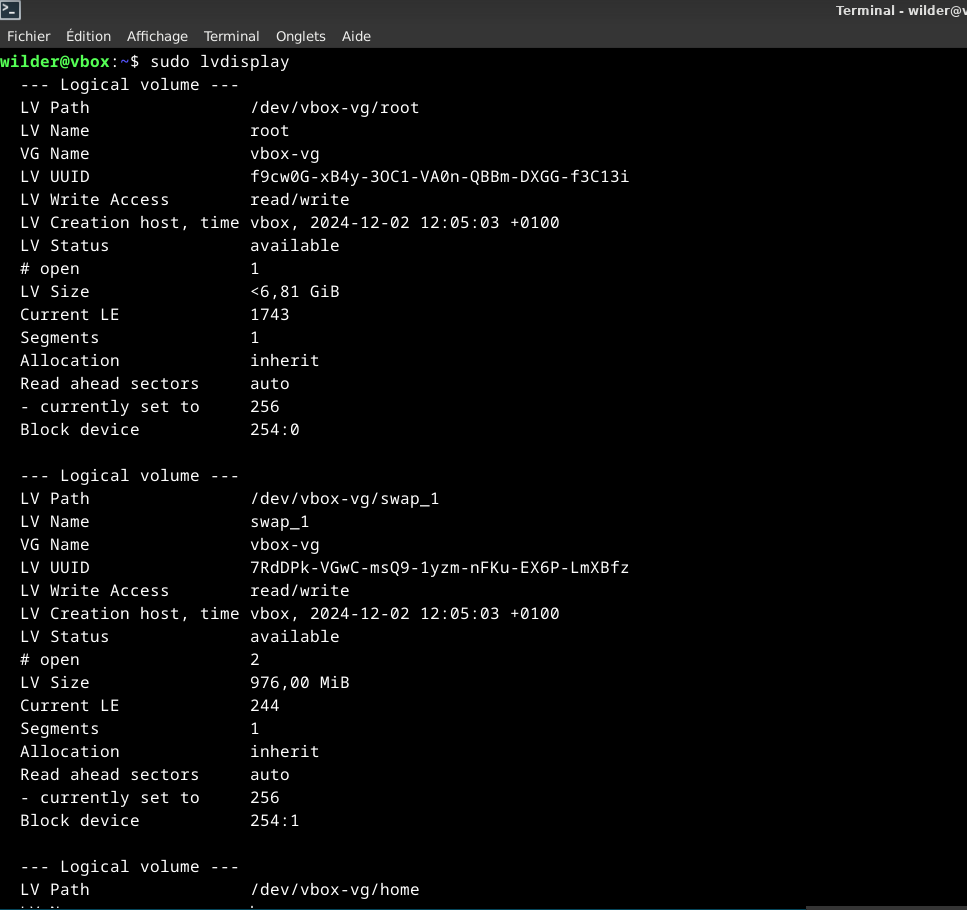 Terminal - wilder@v
Fichier Édition Affichage Terminal Onglets Aide
wilder@vbox:~$ sudo lvdisplay
  --- Logical volume ---
  LV Path                /dev/vbox-vg/root
  LV Name                root
  VG Name                vbox-vg
  LV UUID                f9cw0G-xB4y-3OC1-VA0n-QBBm-DXGG-f3C13i
  LV Write Access        read/write
  LV Creation host, time vbox, 2024-12-02 12:05:03 +0100
  LV Status              available
  # open                 1
  LV Size                <6,81 GiB
  Current LE             1743
  Segments               1
  Allocation             inherit
  Read ahead sectors     auto
  - currently set to     256
  Block device           254:0

  --- Logical volume ---
  LV Path                /dev/vbox-vg/swap_1
  LV Name                swap_1
  VG Name                vbox-vg
  LV UUID                7RdDPk-VGwC-msQ9-1yzm-nFKu-EX6P-LmXBfz
  LV Write Access        read/write
  LV Creation host, time vbox, 2024-12-02 12:05:03 +0100
  LV Status              available
  # open                 2
  LV Size                976,00 MiB
  Current LE             244
  Segments               1
  Allocation             inherit
  Read ahead sectors     auto
  - currently set to     256
  Block device           254:1

  --- Logical volume ---
  LV Path                /dev/vbox-vg/home